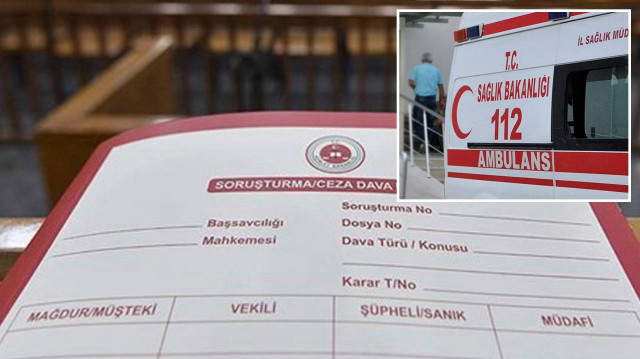 SORUŞTURMA/CEZA DAVA
Soruşturma No
Başsavcılığı
Dosya No
Mahkemesi
Dava Türü / Konusu
Karar T/No
MAĞDUR/MÜŞTEKİ
VEKİLİ
ŞÜPHELİ/SANIK
MÜDAFİ
İL SAĞLIK MÜD
T.C.
SAĞLIK BAKANLIĞI
112
AMBULANS